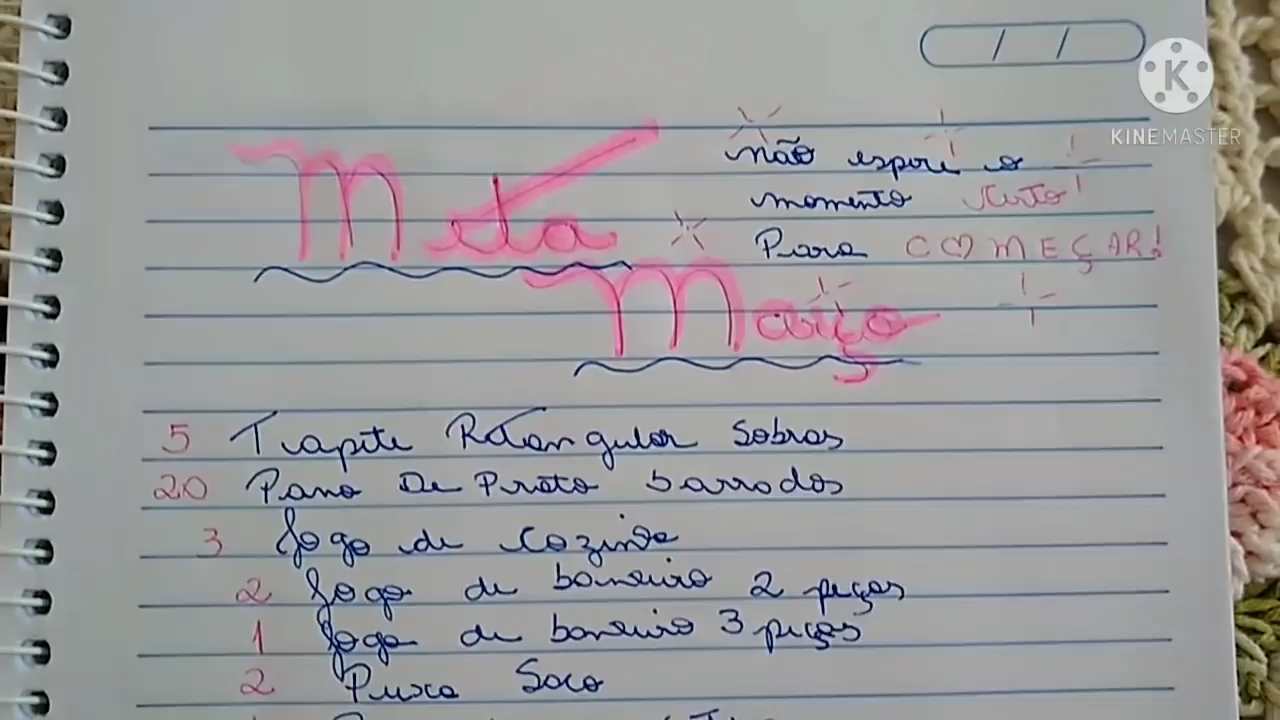 KINEMASTER
Meta
não espere o
momento certo!
Para COMEÇAR!
Março
5 Tapete Retangular Sobras
20 Pano De Prato barrados
3 Jogo de cozinha
2 Jogo de banheiro 2 peças
1 Jogo de banheiro 3 peças
2 Puxa Saco